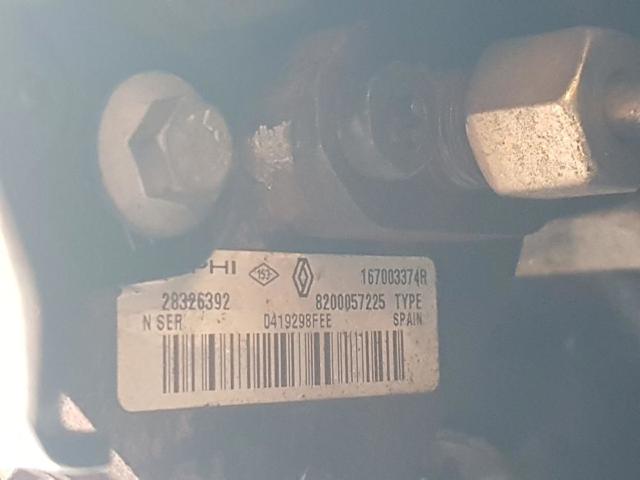 PHI 153 167003374R
28326392 8200057225 TYPE
N SER 0419298FEE SPAIN